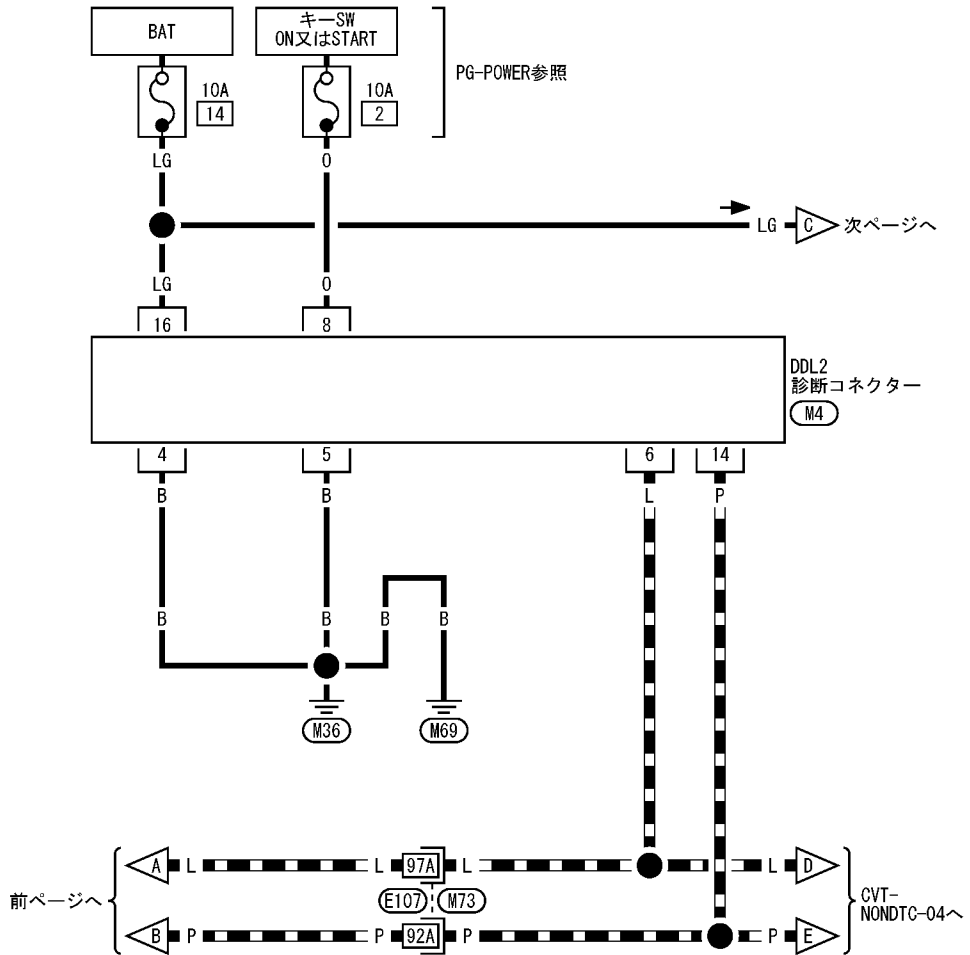 BAT
キーSW
ON又はSTART
PG-POWER参照
10A
14
10A
2
LG
O
LG
C
次ページへ
LG
O
16
8
DDL2
診断コネクター
M4
4
5
6
14
B
B
L
P
B
B
B
B
M36
M69
前ページへ
A
L
L
97A
L
L
D
E107
M73
CVT-
NONDTC-04へ
B
P
P
92A
P
P
E